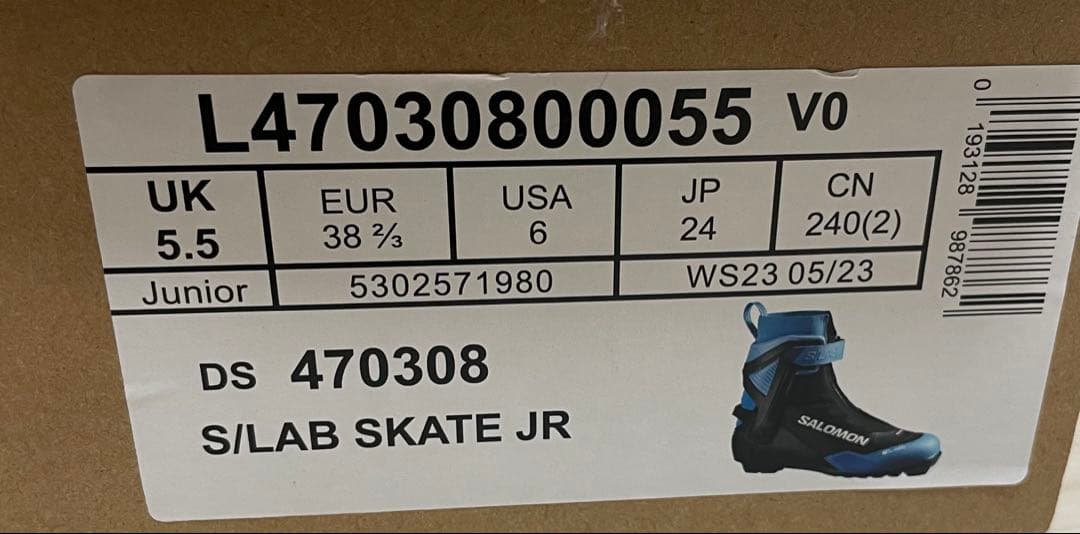 L47030800055 V0
UK EUR USA JP CN
5.5 38 ⅔ 6 24 240(2)
Junior 5302571980 WS23 05/23
DS 470308
S/LAB SKATE JR
S/LAB
SALOMON
0 193128 987862